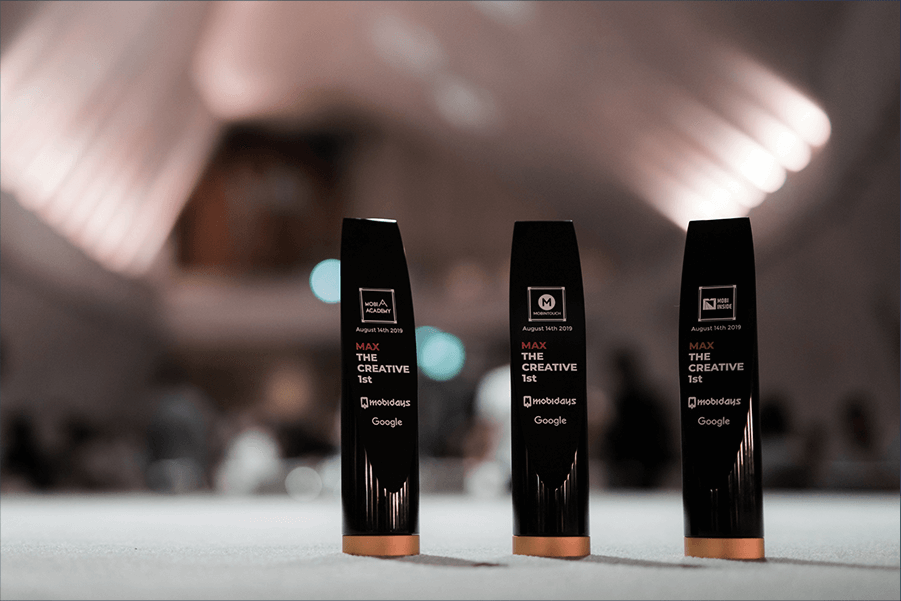 MOBI
ACADEMY
August 14th 2019
MAX
THE
CREATIVE
1st
mobidays
Google
M
MOBINTOUCH
August 14th 2019
MAX
THE
CREATIVE
1st
mobidays
Google
MOBI
INSIDE
August 14th 2019
MAX
THE
CREATIVE
1st
mobidays
Google